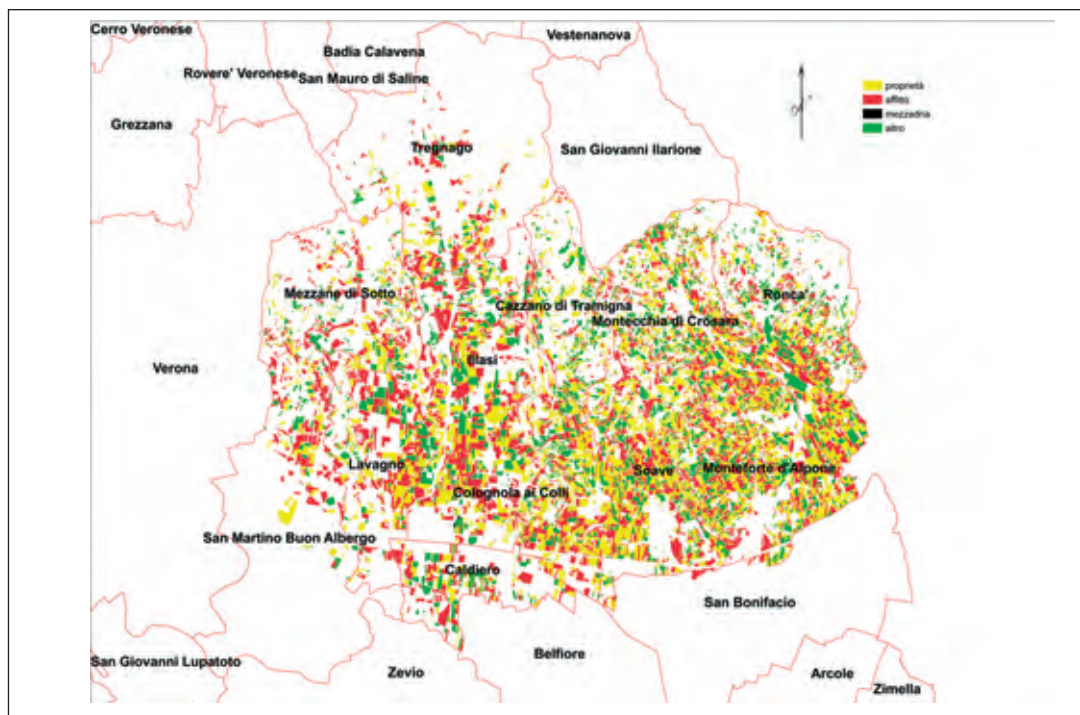 Cerro Veronese
Vestenanova
Badia Calavena
Rovere' Veronese
San Mauro di Saline
proprietà
affitto
mezzadria
altro
Grezzana
Tregnago
San Giovanni Ilarione
Mezzane di Sotto
Ronca'
Cazzano di Tramigna
Montecchia di Crosara
Illasi
Verona
Lavagno
Soave
Monteforte d'Alpone
Colognola ai Colli
San Martino Buon Albergo
Caldiero
San Bonifacio
Belfiore
San Giovanni Lupatoto
Zevio
Arcole
Zimella